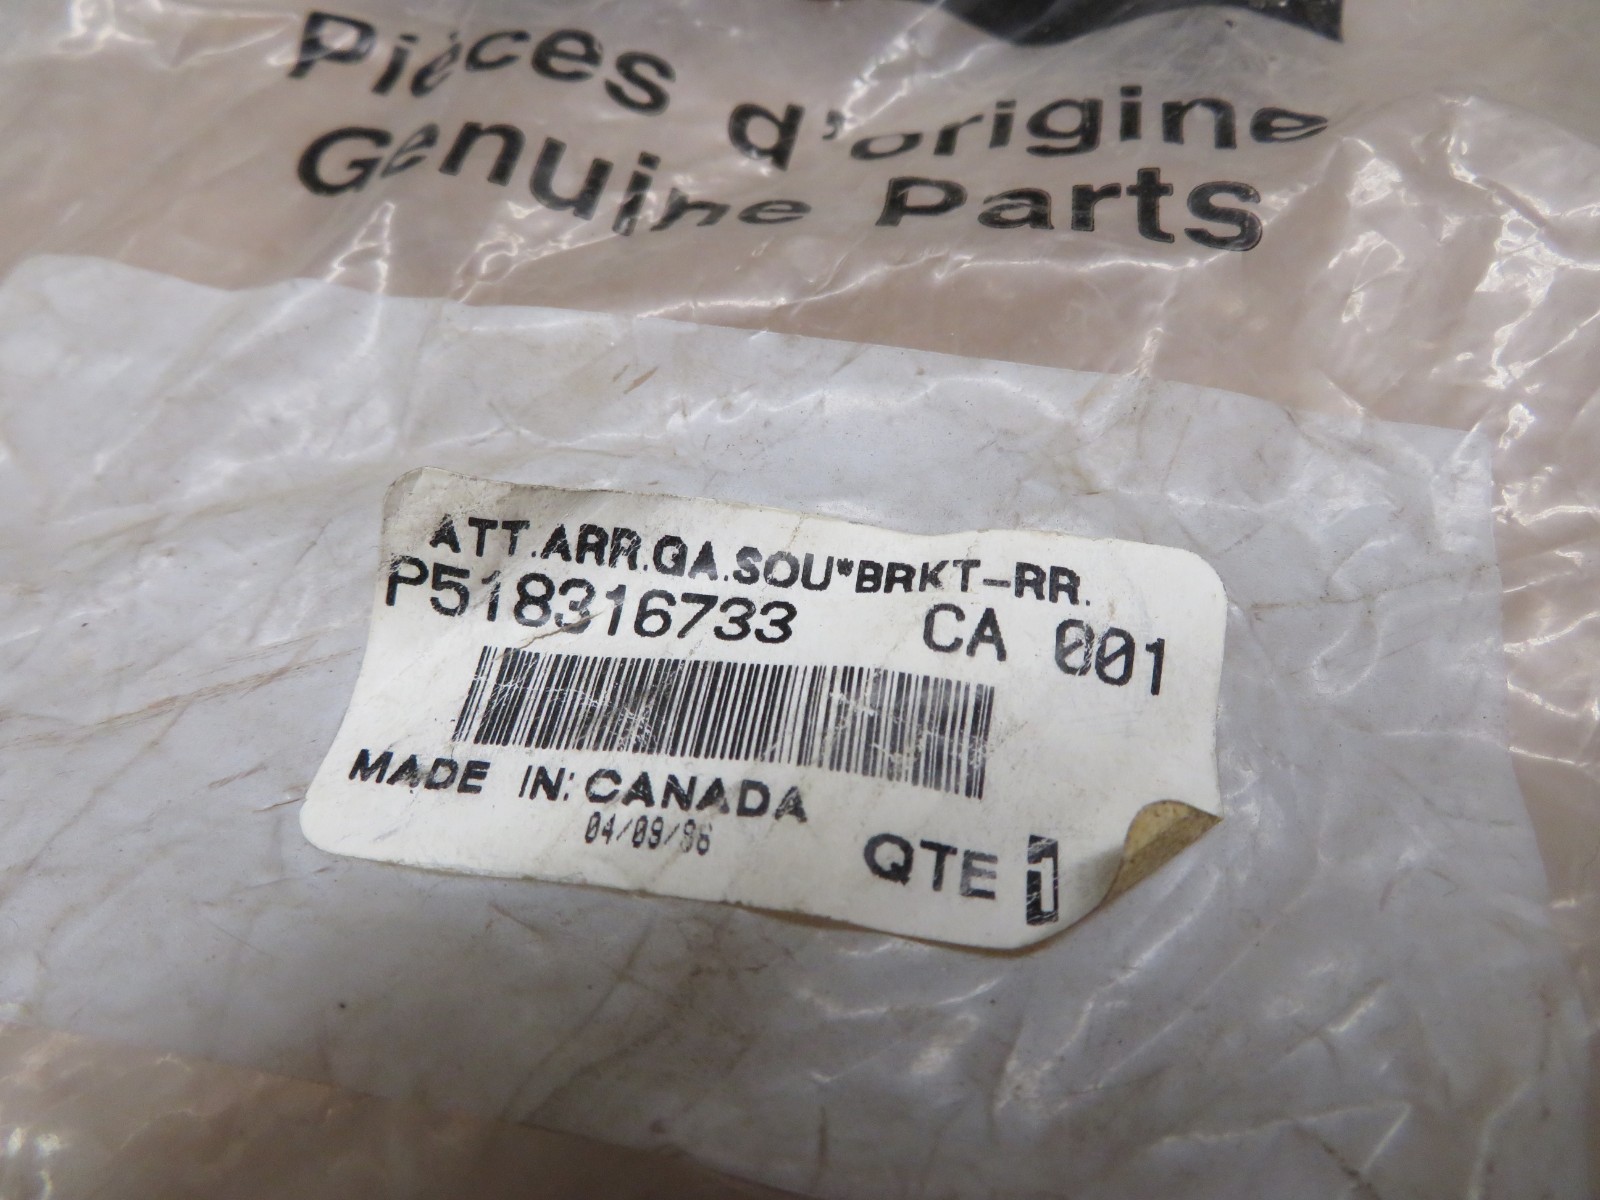 Pièces d'origine
Genuine Parts
ATT.ARR.GA.SOU*BRKT-RR.
P518316733 CA 001
MADE IN: CANADA
04/09/96
QTE 1